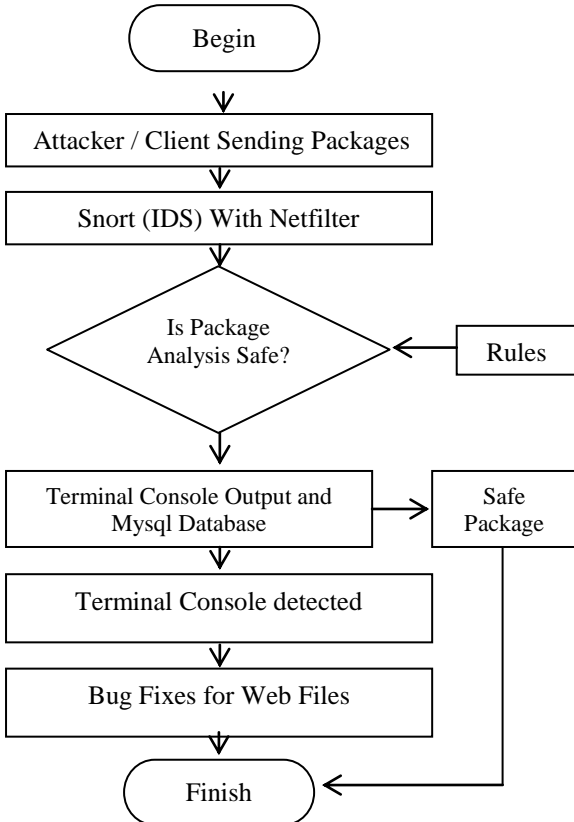 Begin
Attacker / Client Sending Packages
Snort (IDS) With Netfilter
Is Package
Analysis Safe?
Rules
Terminal Console Output and
Mysql Database
Safe
Package
Terminal Console detected
Bug Fixes for Web Files
Finish